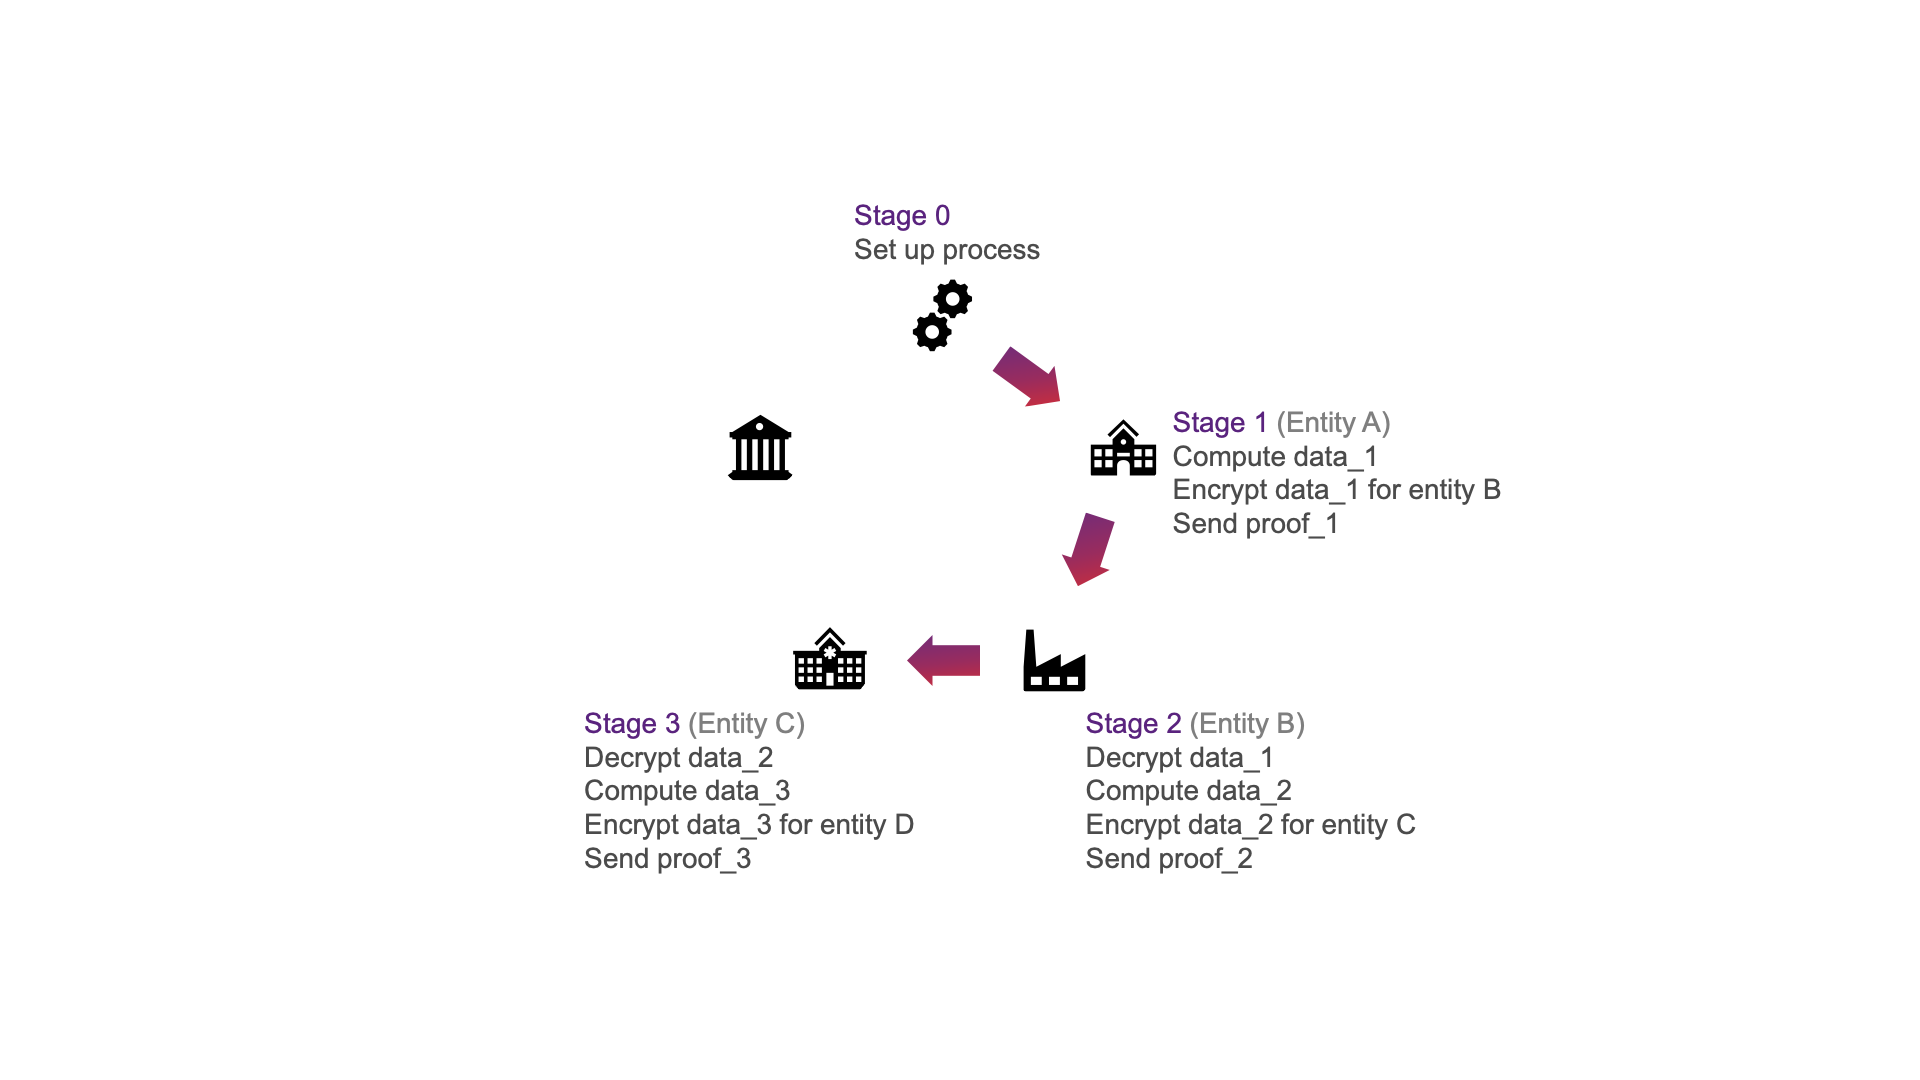 Stage 0
Set up process
Stage 1 (Entity A)
Compute data_1
Encrypt data_1 for entity B
Send proof_1
Stage 2 (Entity B)
Decrypt data_1
Compute data_2
Encrypt data_2 for entity C
Send proof_2
Stage 3 (Entity C)
Decrypt data_2
Compute data_3
Encrypt data_3 for entity D
Send proof_3